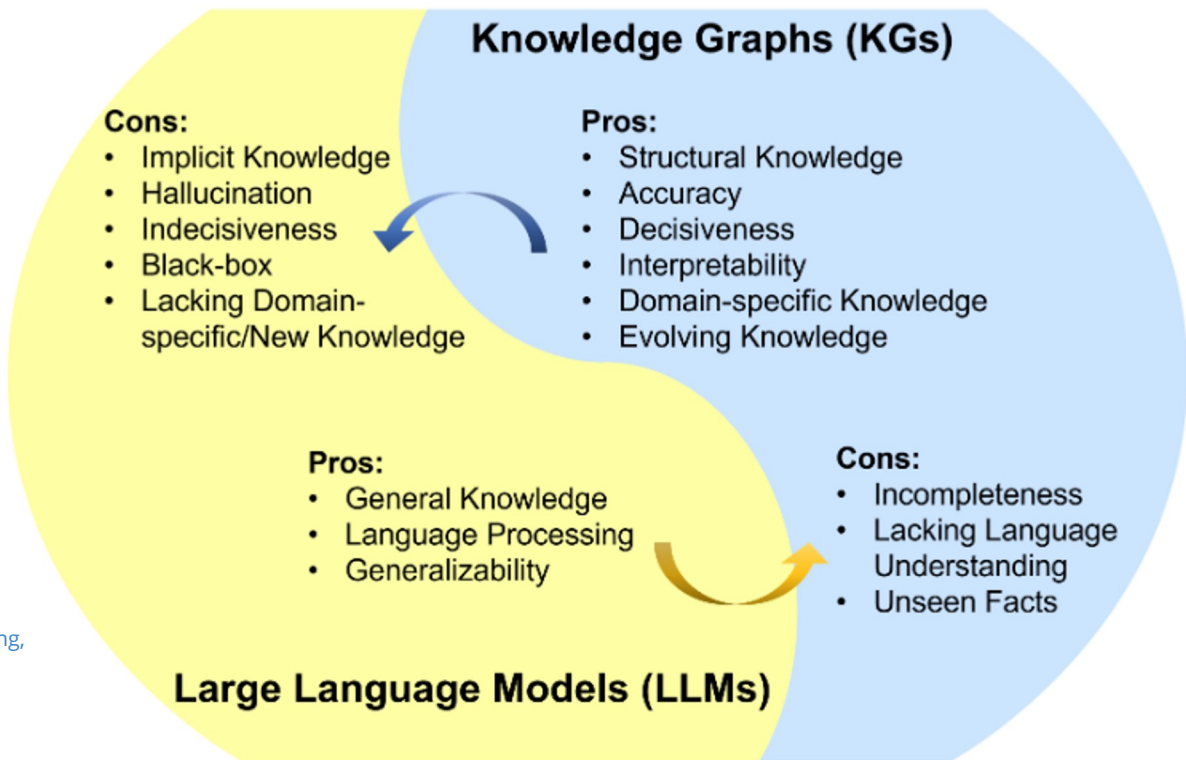 Knowledge Graphs (KGs)
Cons:
• Implicit Knowledge
• Hallucination
• Indecisiveness
• Black-box
• Lacking Domain-
specific/New Knowledge
Pros:
• Structural Knowledge
• Accuracy
• Decisiveness
• Interpretability
• Domain-specific Knowledge
• Evolving Knowledge
Pros:
• General Knowledge
• Language Processing
• Generalizability
Cons:
• Incompleteness
• Lacking Language
Understanding
• Unseen Facts
ng,
Large Language Models (LLMs)